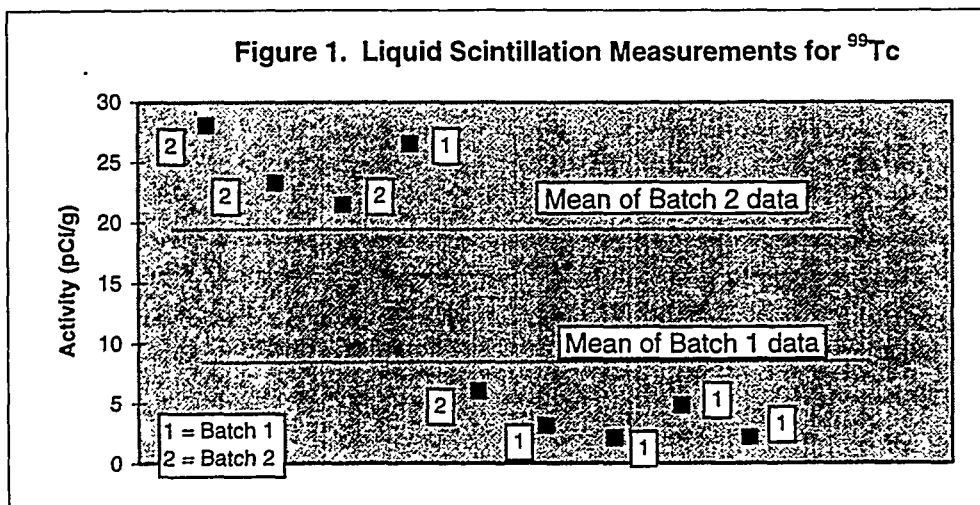 Figure 1. Liquid Scintillation Measurements for ⁹⁹Tc
30
25
20
15
10
5
0
Activity (pCi/g)
2
2
2
1
Mean of Batch 2 data
Mean of Batch 1 data
2
1
1
1
1
1 = Batch 1
2 = Batch 2